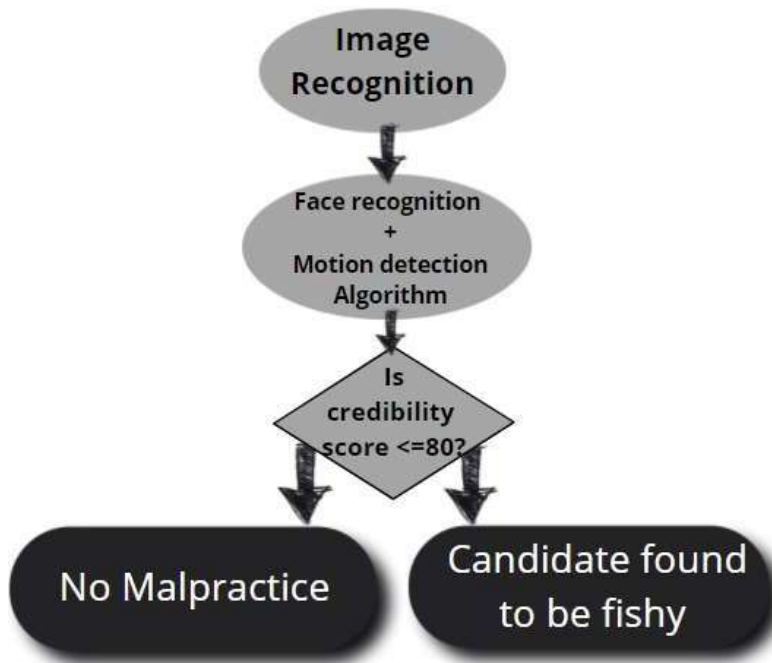 Image
Recognition
Face recognition
+
Motion detection
Algorithm
Is
credibility
score <=80?
No Malpractice
Candidate found
to be fishy